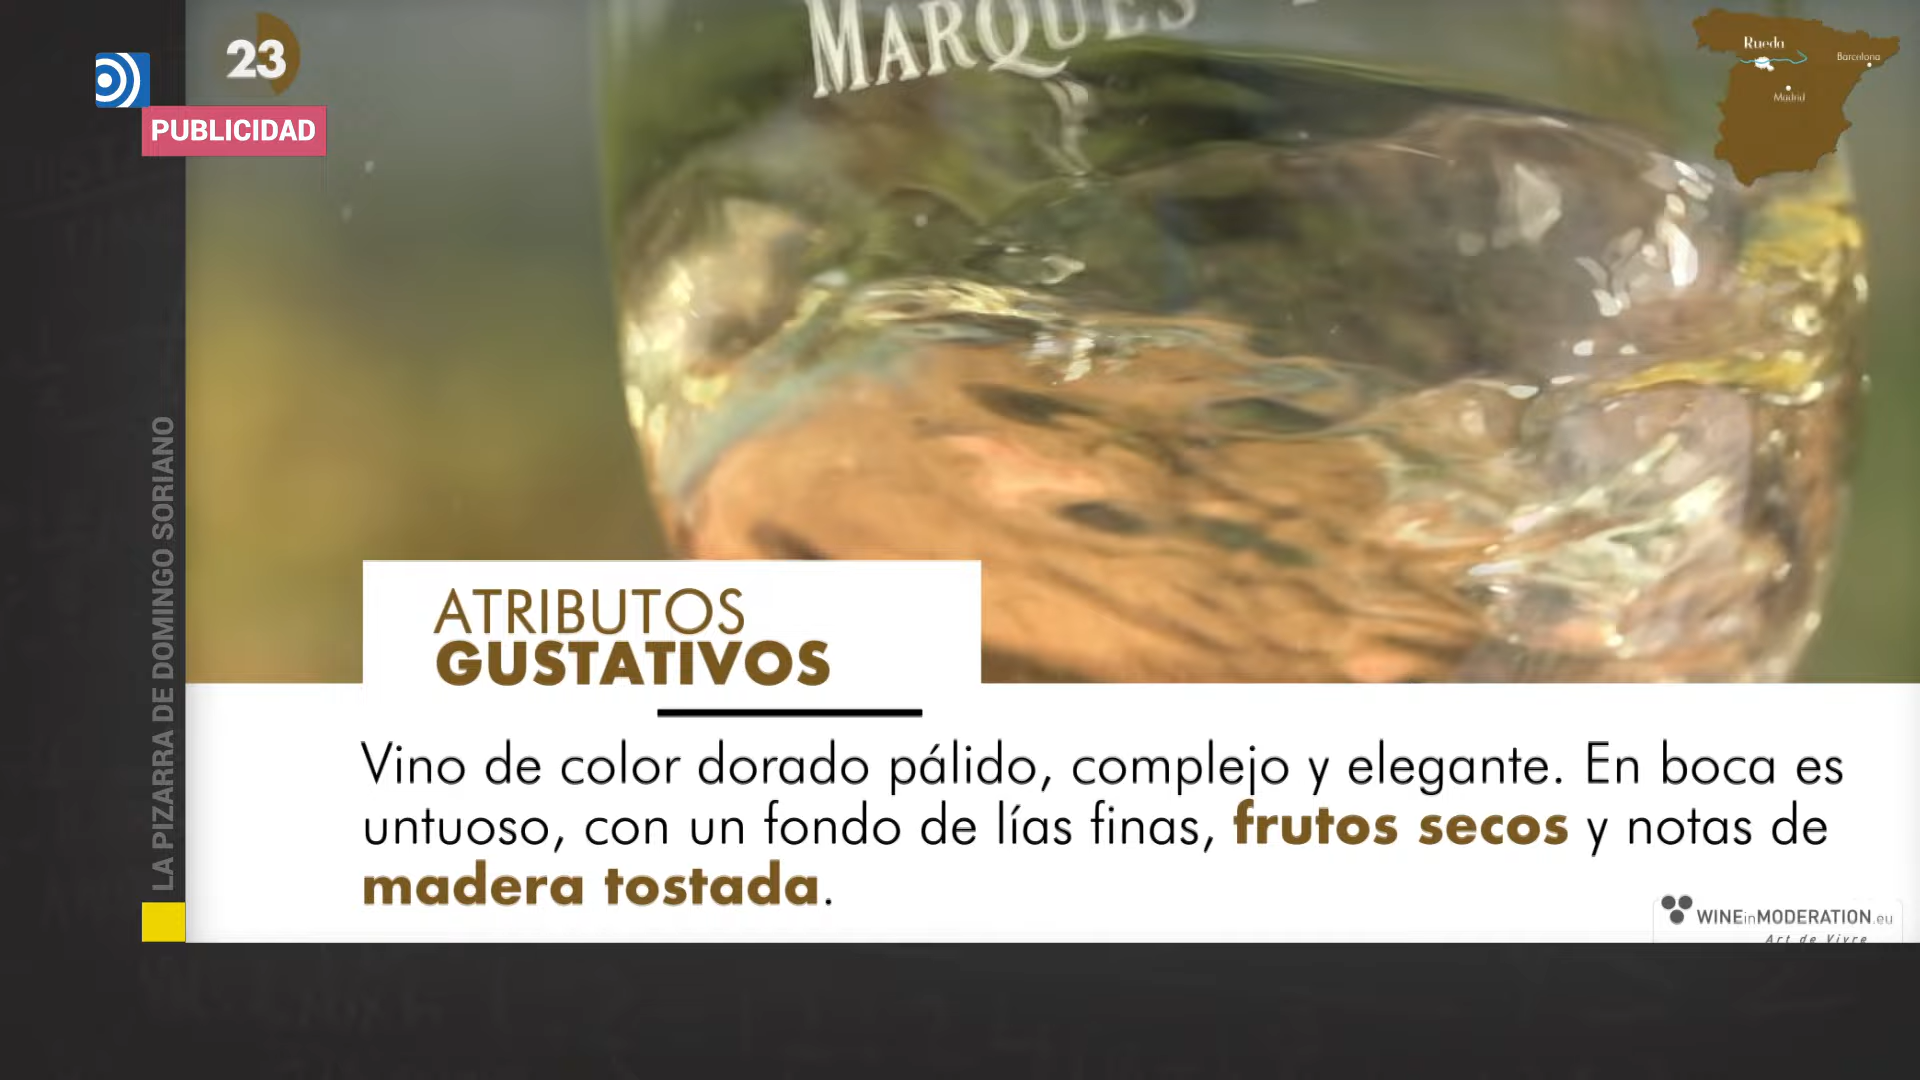 23
PUBLICIDAD
MARQUÉS
Rueda
Barcelona
Madrid
LA PIZARRA DE DOMINGO SORIANO
ATRIBUTOS
GUSTATIVOS
Vino de color dorado pálido, complejo y elegante. En boca es
untuoso, con un fondo de lías finas, frutos secos y notas de
madera tostada.
WINEinMODERATION.eu
Art de Vivre